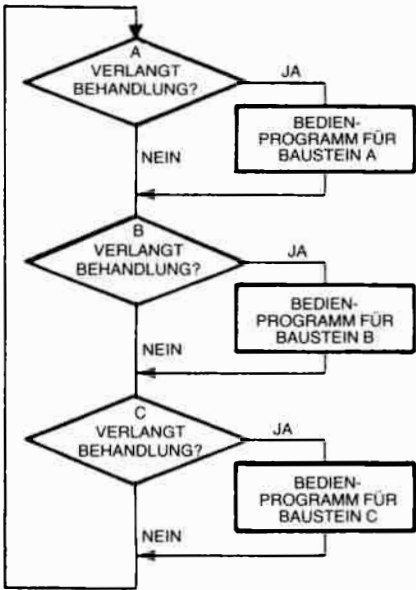 A
VERLANGT
BEHANDLUNG?
JA
BEDIEN-
PROGRAMM FÜR
BAUSTEIN A
NEIN
B
VERLANGT
BEHANDLUNG?
JA
BEDIEN-
PROGRAMM FÜR
BAUSTEIN B
NEIN
C
VERLANGT
BEHANDLUNG?
JA
BEDIEN-
PROGRAMM FÜR
BAUSTEIN C
NEIN